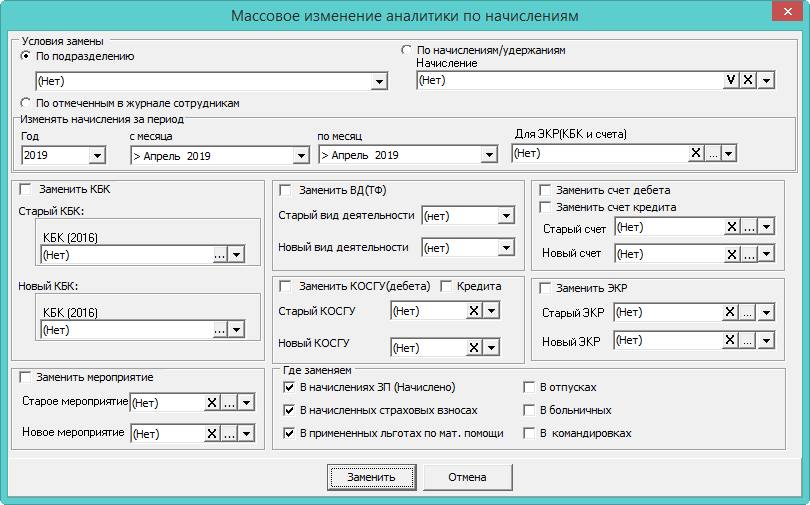 Массовое изменение аналитики по начислениям
Условия замены
По подразделению
По начислениям/удержаниям
Начисление
(Нет)
(Нет)
По отмеченным в журнале сотрудникам
Изменять начисления за период
Год
с месяца
по месяц
Для ЭКР(КБК и счета)
2019
> Апрель 2019
> Апрель 2019
(Нет)
Заменить КБК
Старый КБК:
КБК (2016)
(Нет)
Новый КБК:
КБК (2016)
(Нет)
Заменить ВД(ТФ)
Старый вид деятельности
(нет)
Новый вид деятельности
(нет)
Заменить счет дебета
Заменить счет кредита
Старый счет
(Нет)
Новый счет
(Нет)
Заменить КОСГУ(дебета)
Кредита
Старый КОСГУ
(Нет)
Новый КОСГУ
(Нет)
Заменить ЭКР
Старый ЭКР
(Нет)
Новый ЭКР
(Нет)
Заменить мероприятие
Старое мероприятие
(Нет)
Новое мероприятие
(Нет)
Где заменяем
В начислениях ЗП (Начислено)
В отпусках
В начисленных страховых взносах
В больничных
В примененных льготах по мат. помощи
В командировках
Заменить
Отмена